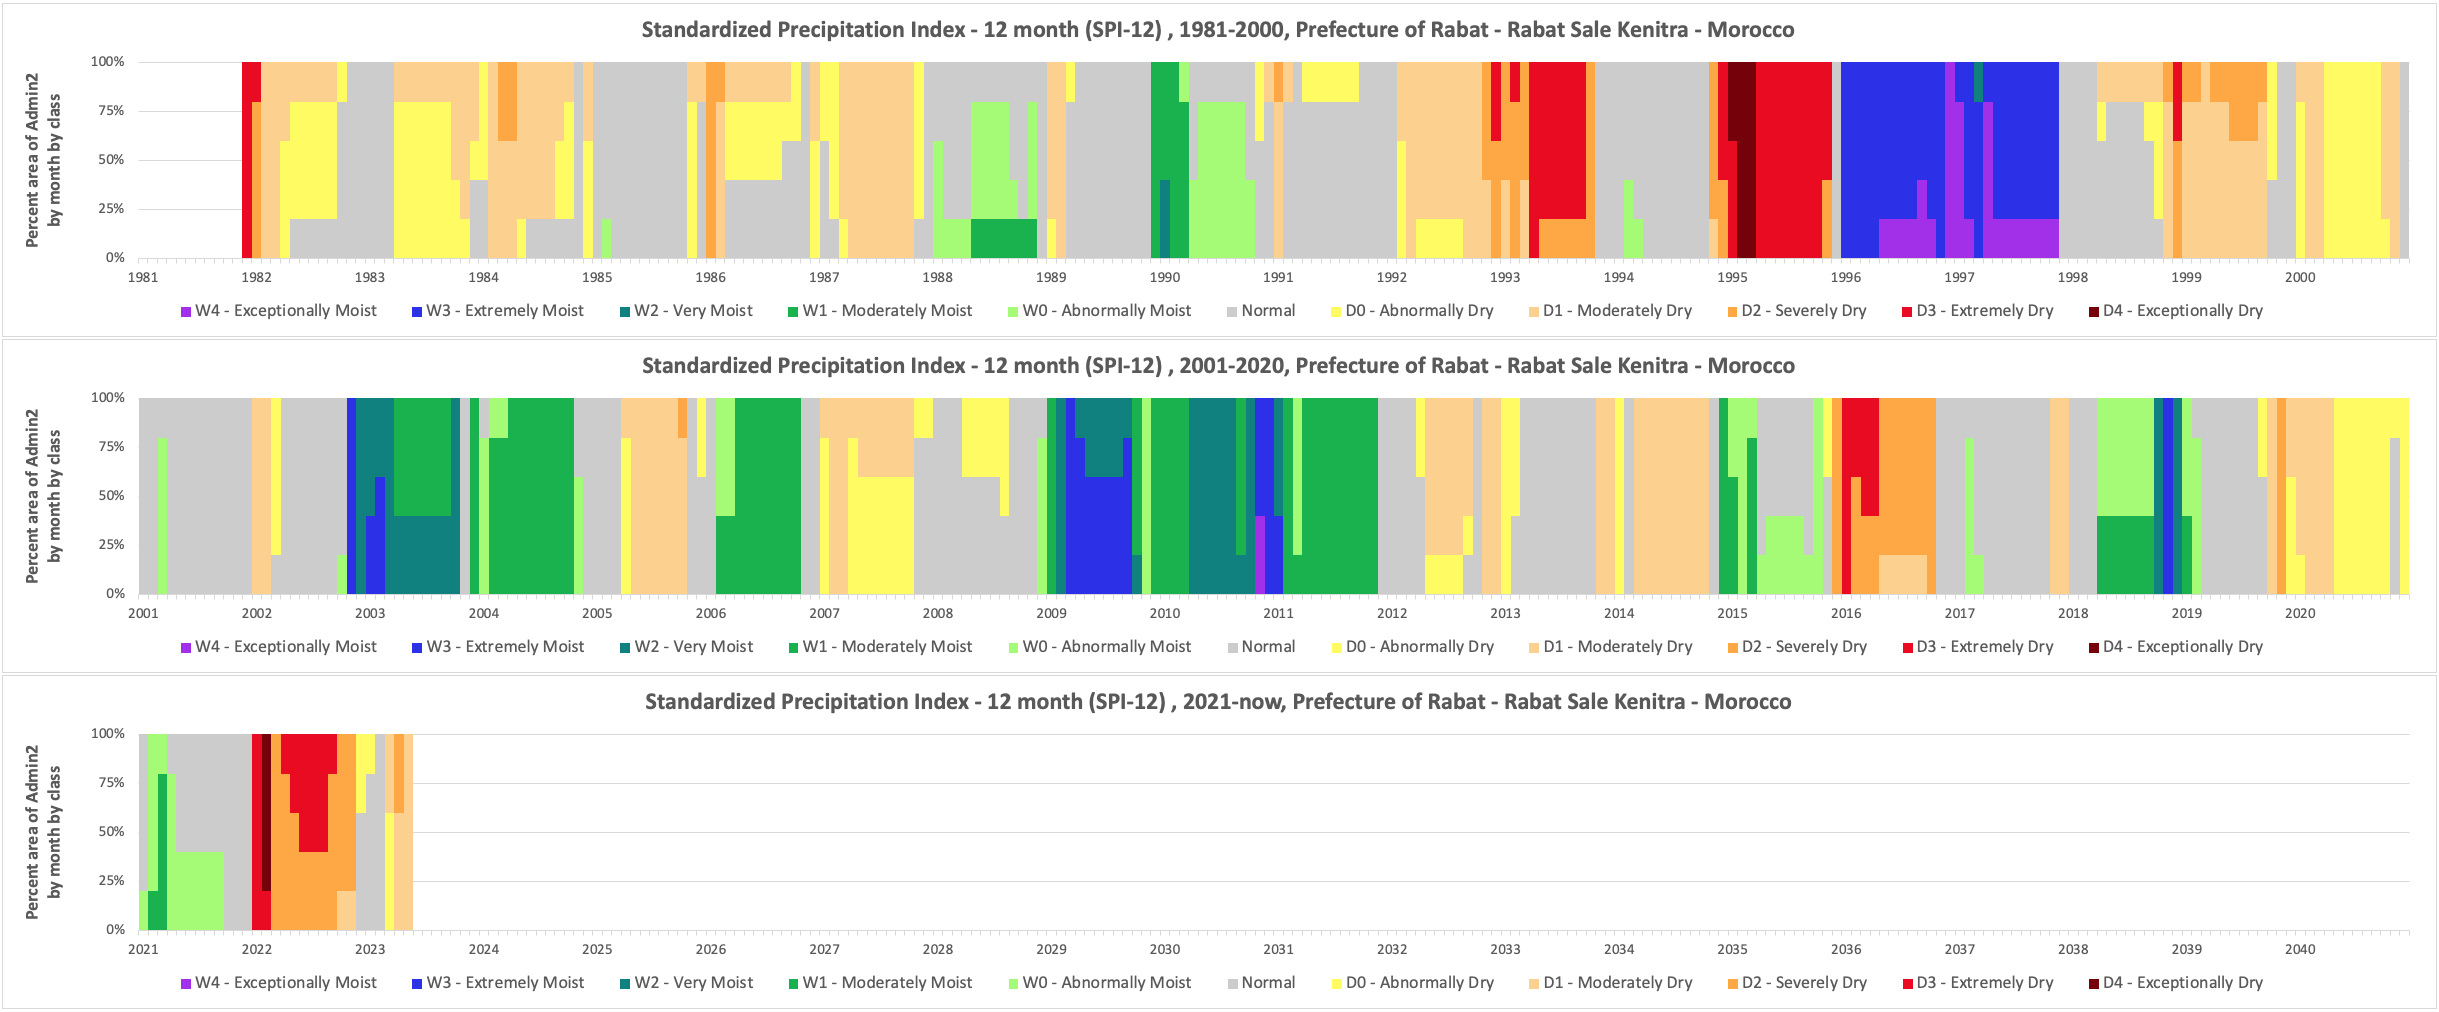 Standardized Precipitation Index - 12 month (SPI-12) , 1981-2000, Prefecture of Rabat - Rabat Sale Kenitra - Morocco
Percent area of Admin2
by month by class
100%
75%
50%
25%
0%
1981 1982 1983 1984 1985 1986 1987 1988 1989 1990 1991 1992 1993 1994 1995 1996 1997 1998 1999 2000
W4 - Exceptionally Moist W3 - Extremely Moist W2 - Very Moist W1 - Moderately Moist W0 - Abnormally Moist Normal D0 - Abnormally Dry D1 - Moderately Dry D2 - Severely Dry D3 - Extremely Dry D4 - Exceptionally Dry
Standardized Precipitation Index - 12 month (SPI-12) , 2001-2020, Prefecture of Rabat - Rabat Sale Kenitra - Morocco
Percent area of Admin2
by month by class
100%
75%
50%
25%
0%
2001 2002 2003 2004 2005 2006 2007 2008 2009 2010 2011 2012 2013 2014 2015 2016 2017 2018 2019 2020
W4 - Exceptionally Moist W3 - Extremely Moist W2 - Very Moist W1 - Moderately Moist W0 - Abnormally Moist Normal D0 - Abnormally Dry D1 - Moderately Dry D2 - Severely Dry D3 - Extremely Dry D4 - Exceptionally Dry
Standardized Precipitation Index - 12 month (SPI-12) , 2021-now, Prefecture of Rabat - Rabat Sale Kenitra - Morocco
Percent area of Admin2
by month by class
100%
75%
50%
25%
0%
2021 2022 2023 2024 2025 2026 2027 2028 2029 2030 2031 2032 2033 2034 2035 2036 2037 2038 2039 2040
W4 - Exceptionally Moist W3 - Extremely Moist W2 - Very Moist W1 - Moderately Moist W0 - Abnormally Moist Normal D0 - Abnormally Dry D1 - Moderately Dry D2 - Severely Dry D3 - Extremely Dry D4 - Exceptionally Dry